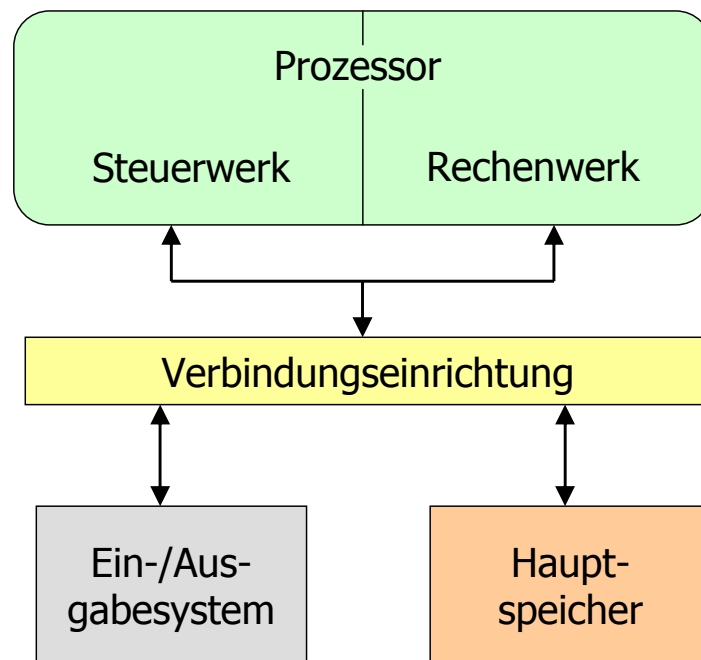 Prozessor
Steuerwerk
Rechenwerk
Verbindungseinrichtung
Ein-/Aus-
gabesystem
Haupt-
speicher